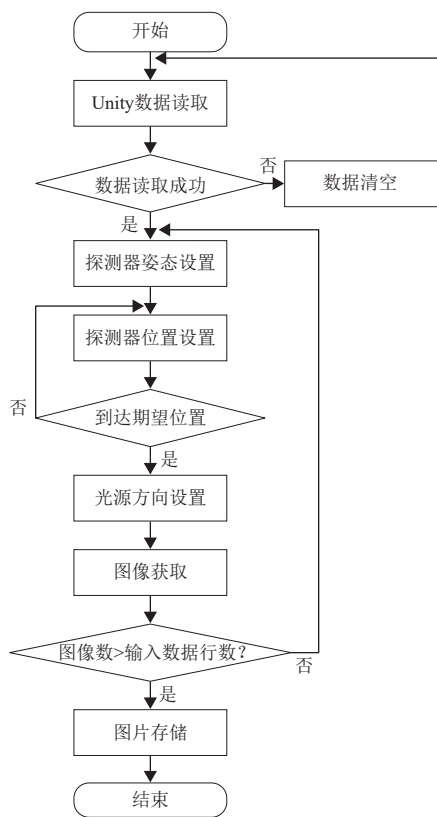 开始
Unity数据读取
数据读取成功
否
数据清空
是
探测器姿态设置
探测器位置设置
否
到达期望位置
是
光源方向设置
图像获取
图像数>输入数据行数?
否
是
图片存储
结束